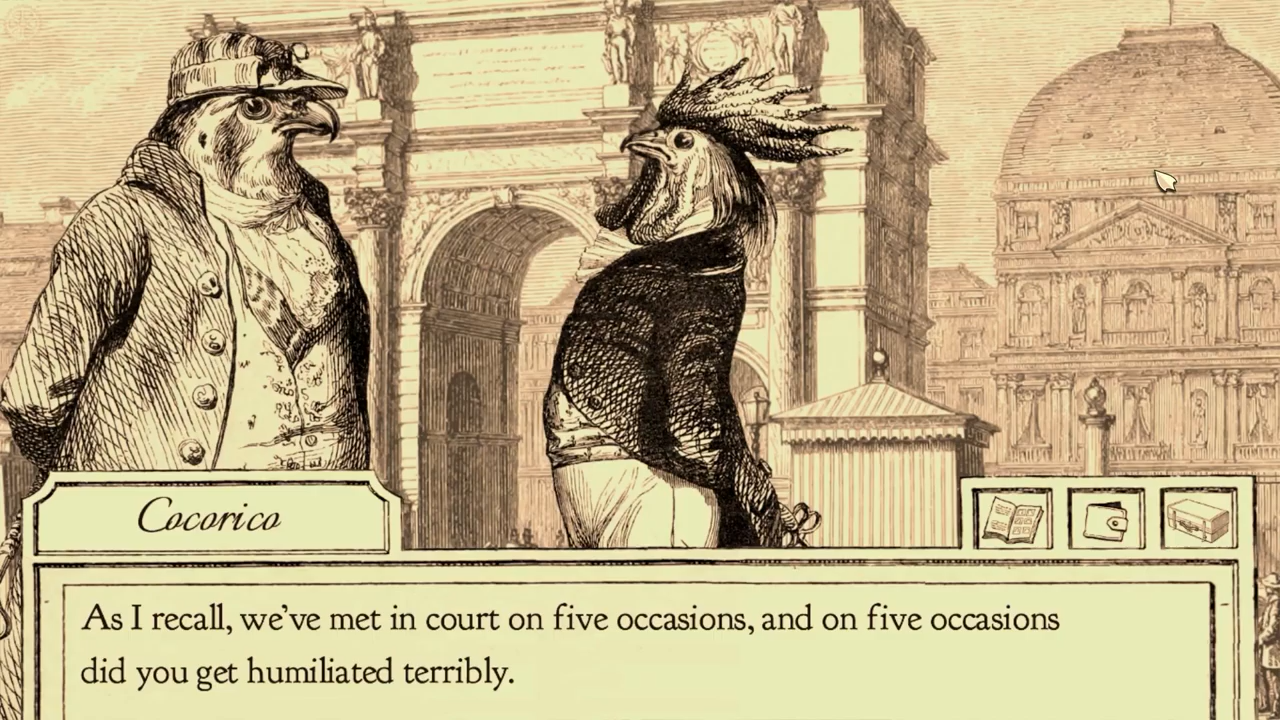 Cocorico
As I recall, we've met in court on five occasions, and on five occasions
did you get humiliated terribly.